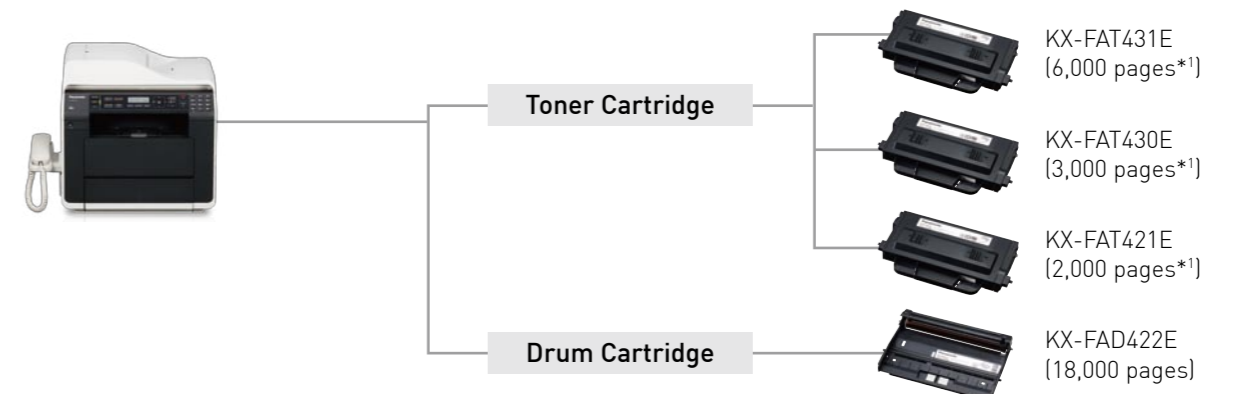 Toner Cartridge
KX-FAT431E
(6,000 pages*1)
KX-FAT430E
(3,000 pages*1)
KX-FAT421E
(2,000 pages*1)
Drum Cartridge
KX-FAD422E
(18,000 pages)